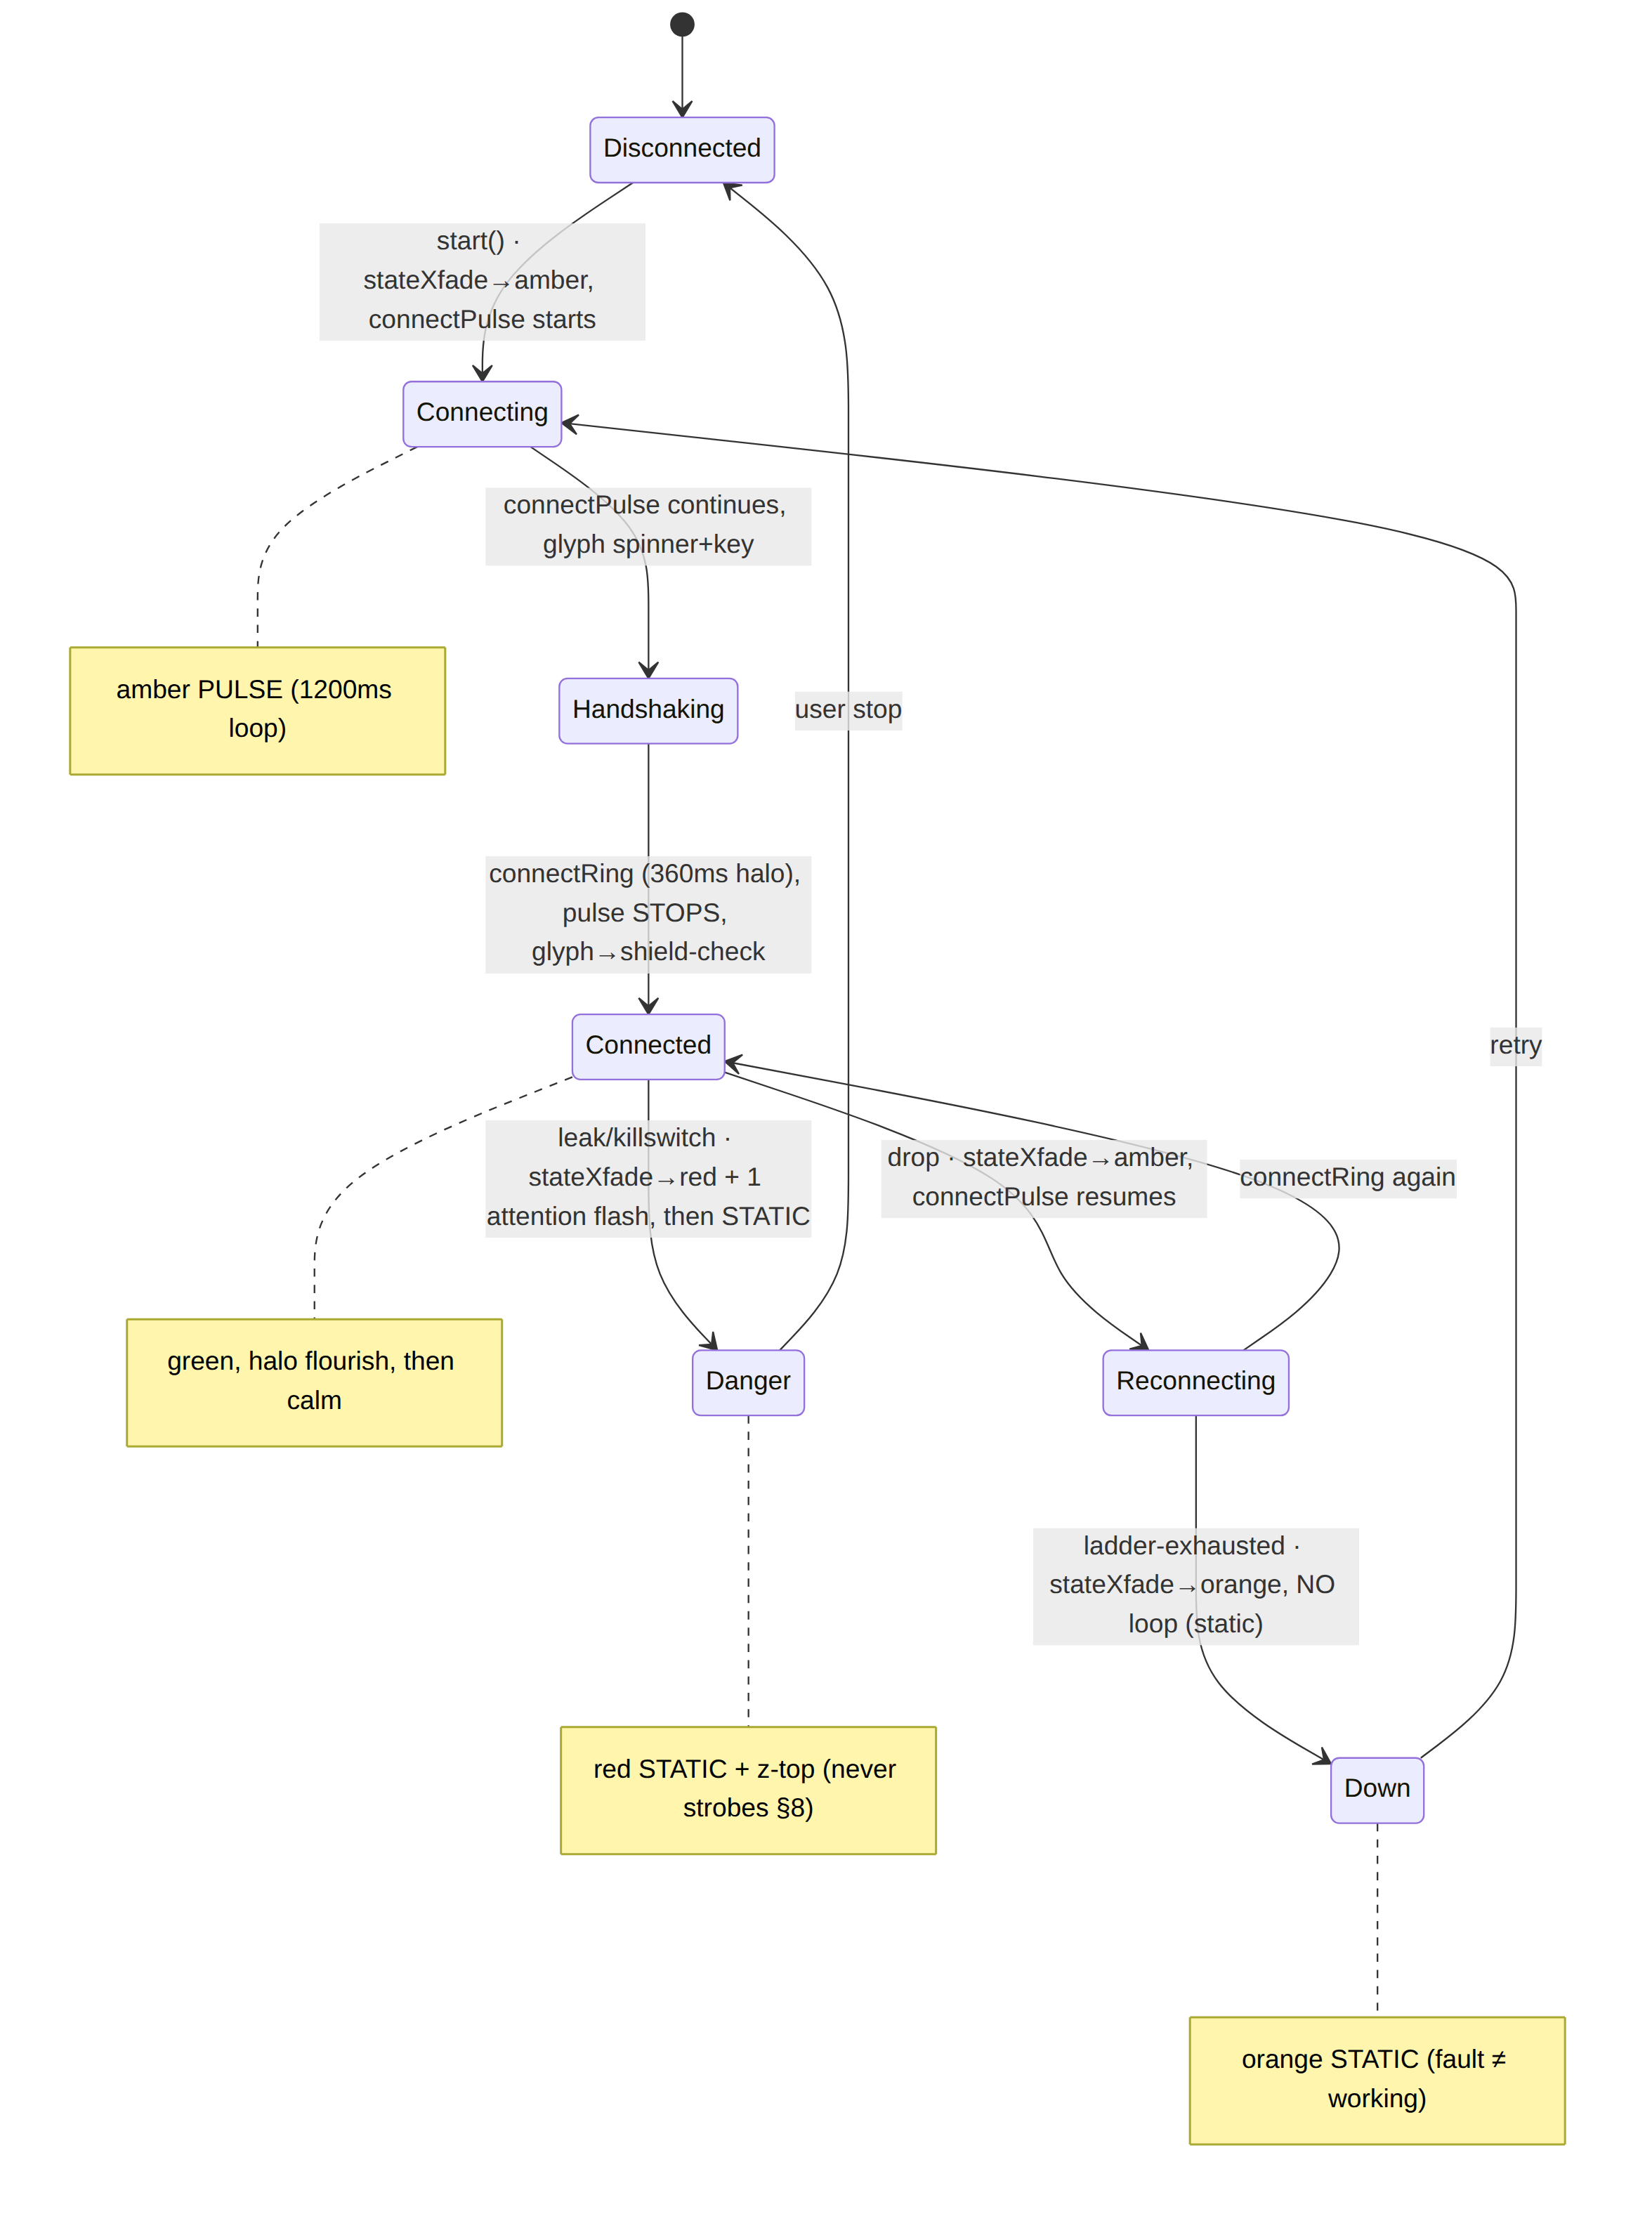 Disconnected
start() ·
stateXfade→amber,
connectPulse starts
Connecting
connectPulse continues,
glyph spinner+key
amber PULSE (1200ms
loop)
Handshaking
user stop
connectRing (360ms halo),
pulse STOPS,
glyph→shield-check
Connected
retry
leak/killswitch ·
stateXfade→red + 1
attention flash, then STATIC
drop · stateXfade→amber,
connectPulse resumes
connectRing again
green, halo flourish, then
calm
Danger
Reconnecting
ladder-exhausted ·
stateXfade→orange, NO
loop (static)
red STATIC + z-top (never
strobes §8)
Down
orange STATIC (fault ≠
working)